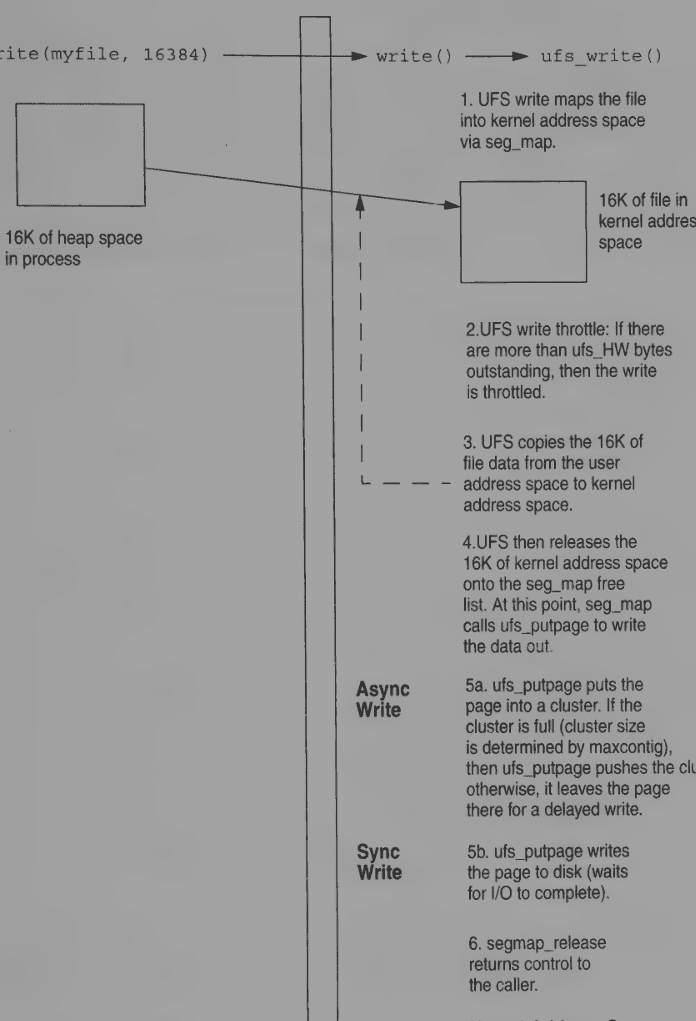 rite(myfile, 16384) write() ufs_write()
1. UFS write maps the file
into kernel address space
via seg_map.
16K of file in
kernel addres
space
16K of heap space
in process
2.UFS write throttle: If there
are more than ufs_HW bytes
outstanding, then the write
is throttled.
3. UFS copies the 16K of
file data from the user
address space to kernel
address space.
4.UFS then releases the
16K of kernel address space
onto the seg_map free
list. At this point, seg_map
calls ufs_putpage to write
the data out.
Async
Write
5a. ufs_putpage puts the
page into a cluster. If the
cluster is full (cluster size
is determined by maxcontig),
then ufs_putpage pushes the clu
otherwise, it leaves the page
there for a delayed write.
Sync
Write
5b. ufs_putpage writes
the page to disk (waits
for I/O to complete).
6. segmap_release
returns control to
the caller.